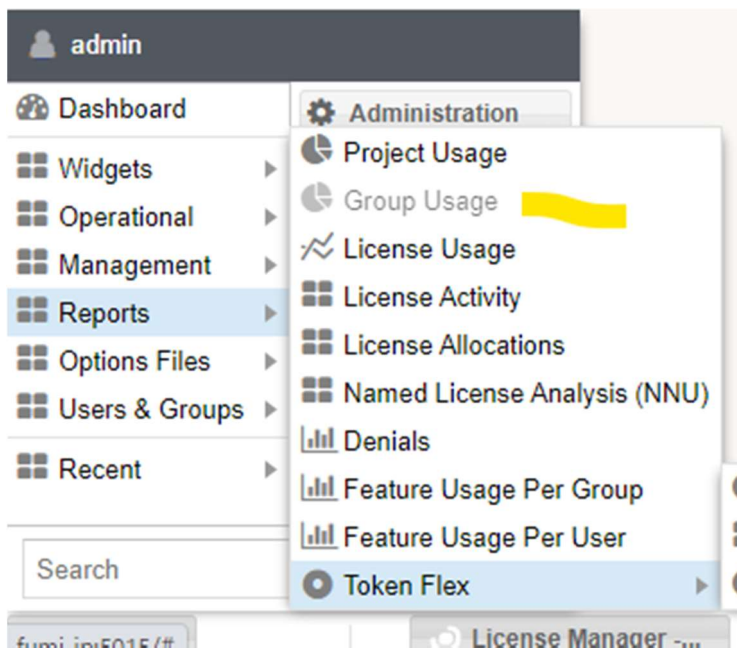 admin
Dashboard
Widgets
Operational
Management
Reports
Options Files
Users & Groups
Recent
Search
Administration
Project Usage
Group Usage
License Usage
License Activity
License Allocations
Named License Analysis (NNU)
Denials
Feature Usage Per Group
Feature Usage Per User
Token Flex
License Manager -...